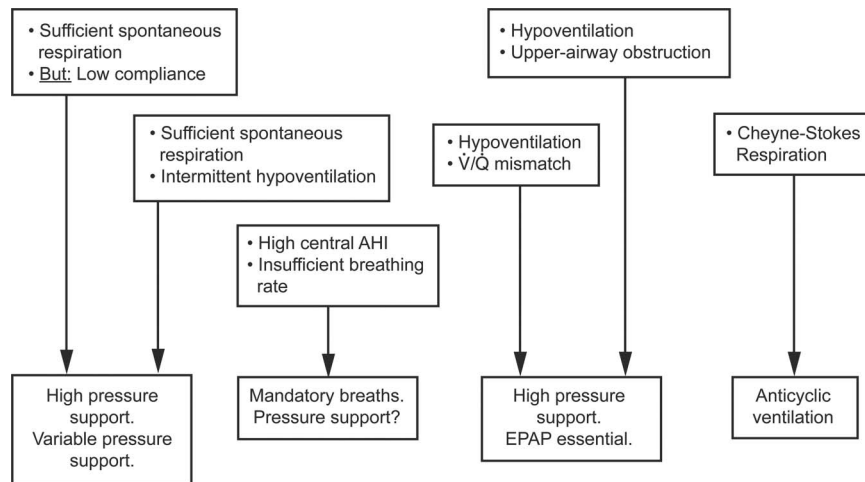 • Sufficient spontaneous
respiration
• But: Low compliance
• Hypoventilation
• Upper-airway obstruction
• Sufficient spontaneous
respiration
• Intermittent hypoventilation
• Hypoventilation
• V̇/Q̇ mismatch
• Cheyne-Stokes
Respiration
• High central AHI
• Insufficient breathing
rate
High pressure
support.
Variable pressure
support.
Mandatory breaths.
Pressure support?
High pressure
support.
EPAP essential.
Anticyclic
ventilation